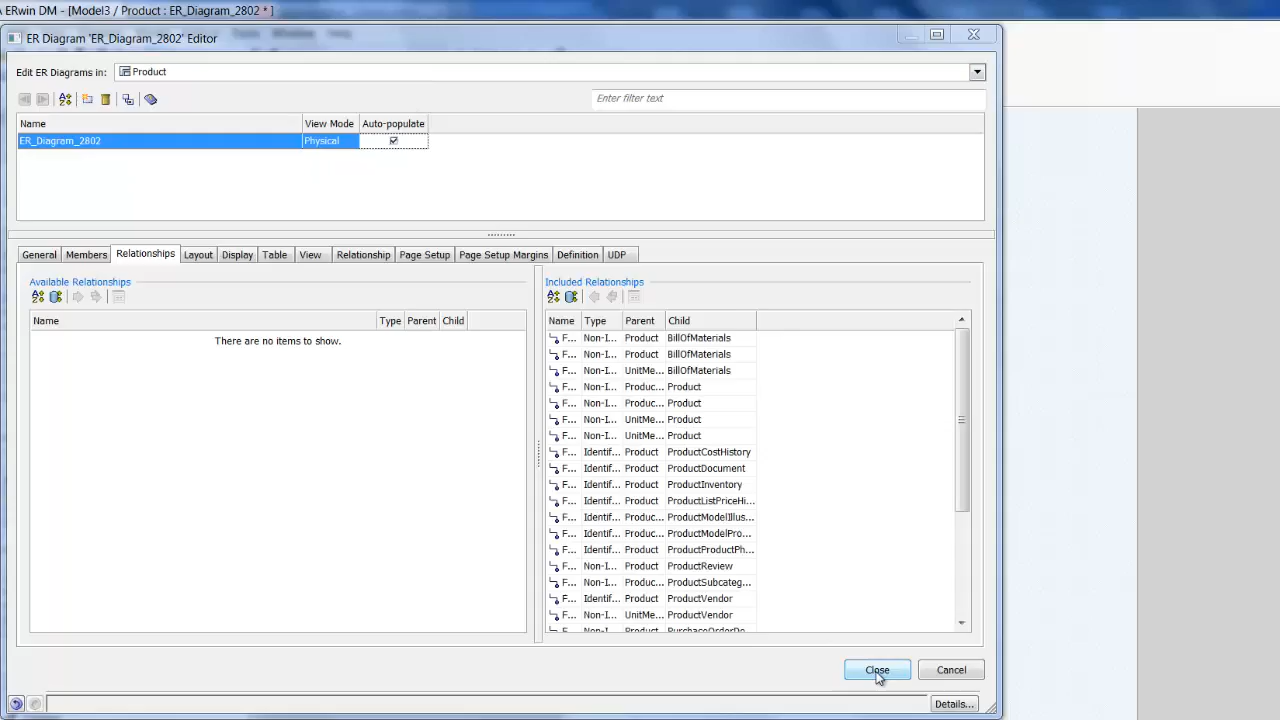 ERwin DM - [Model3 / Product : ER_Diagram_2802 * ]
ER Diagram 'ER_Diagram_2802' Editor
Edit ER Diagrams in: Product
Enter filter text
Name View Mode Auto-populate
ER_Diagram_2802 Physical
General Members Relationships Layout Display Table View Relationship Page Setup Page Setup Margins Definition UDP
Available Relationships Included Relationships
Name Type Parent Child Name Type Parent Child
There are no items to show.
F... Non-I... Product BillOfMaterials
F... Non-I... Product BillOfMaterials
F... Non-I... UnitMe... BillOfMaterials
F... Non-I... Produc... Product
F... Non-I... Produc... Product
F... Non-I... UnitMe... Product
F... Non-I... UnitMe... Product
F... Identif... Product ProductCostHistory
F... Identif... Product ProductDocument
F... Identif... Product ProductInventory
F... Identif... Product ProductListPriceHi...
F... Identif... Produc... ProductModelIllus...
F... Identif... Produc... ProductModelPro...
F... Identif... Product ProductProductPh...
F... Non-I... Product ProductReview
F... Non-I... Produc... ProductSubcateg...
F... Identif... Product ProductVendor
F... Non-I... UnitMe... ProductVendor
F... Non-I... Product PurchaseOrderDe...
Close Cancel
Details...